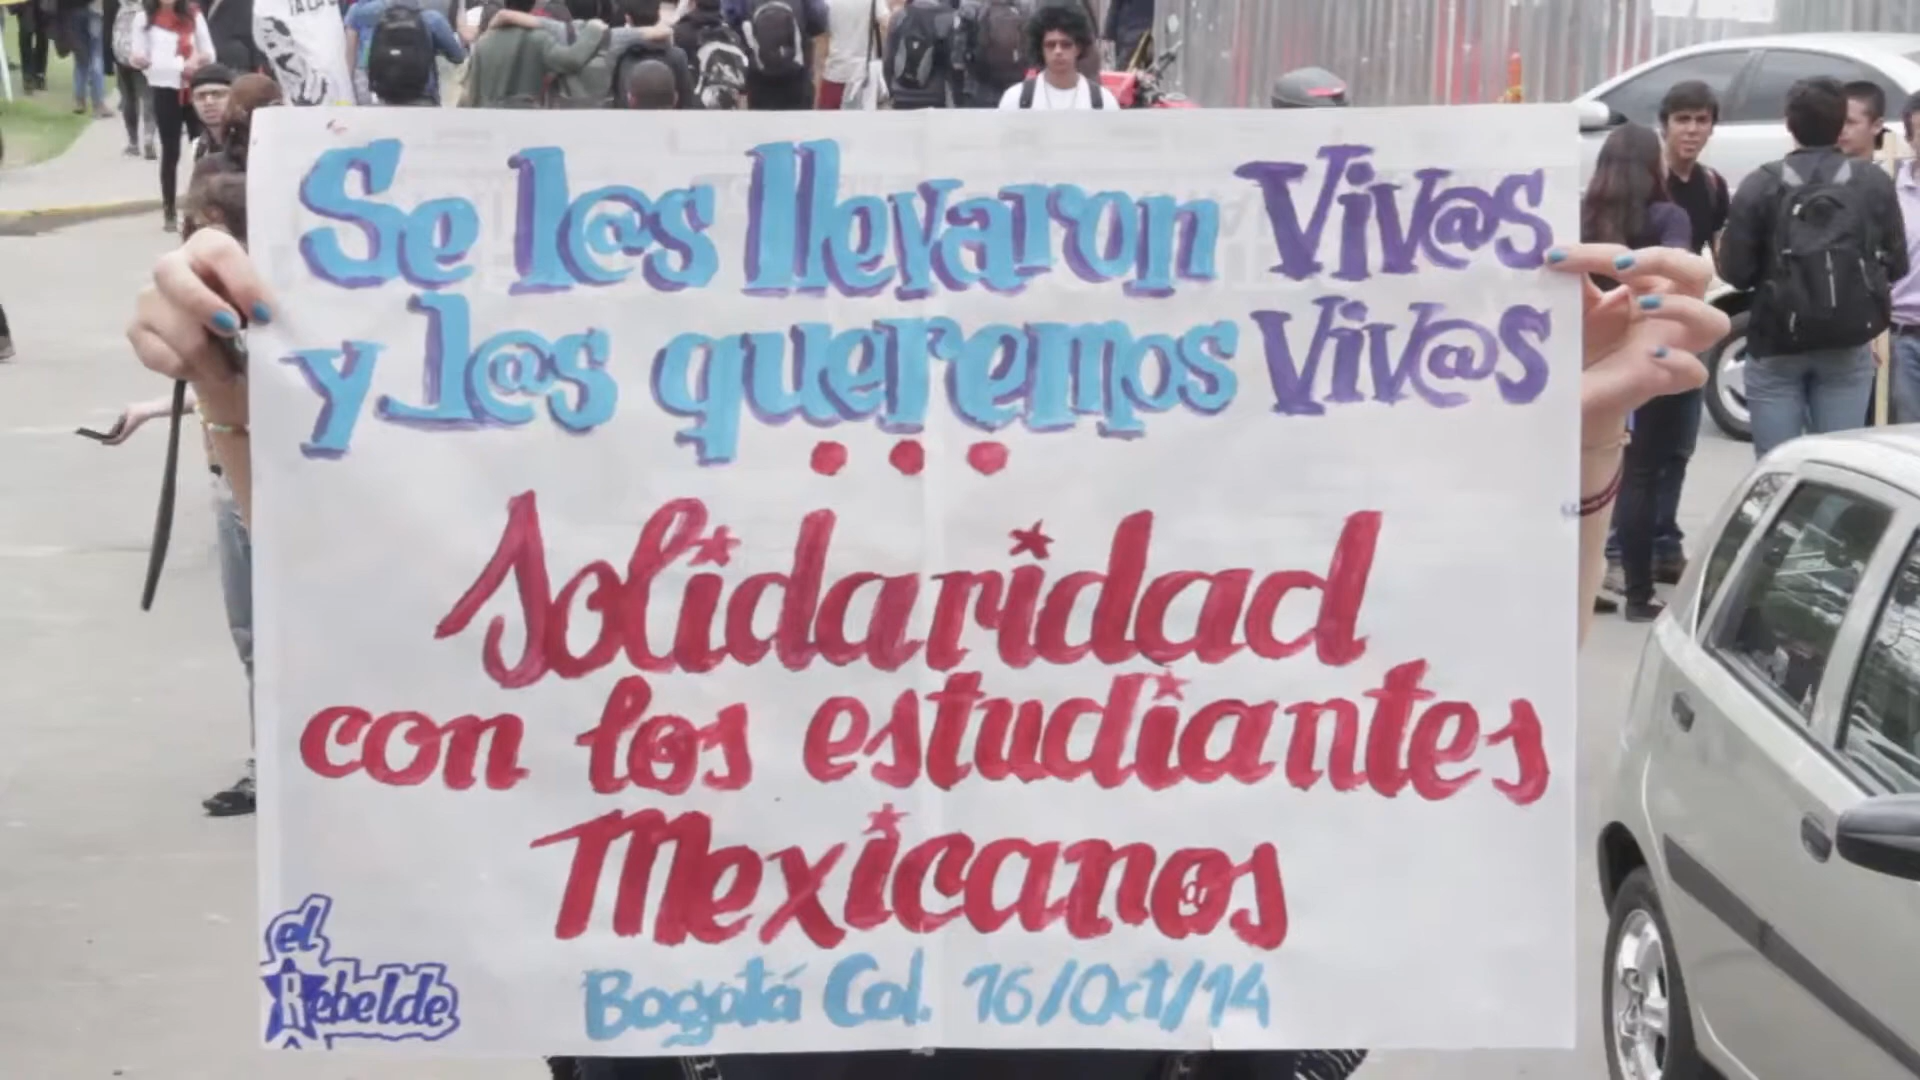 Se l@s llevaron Viv@s
y l@s queremos Viv@s
...
Solidaridad
con los estudiantes
Mexicanos
Bogotá Col. 16/Oct/14
el
Rebelde